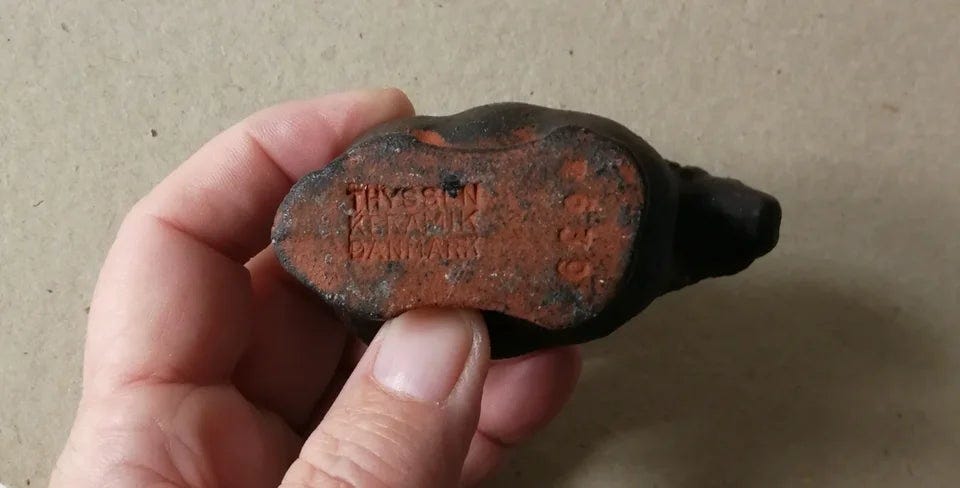 THYSSEN
KERAMIK
DANMARK